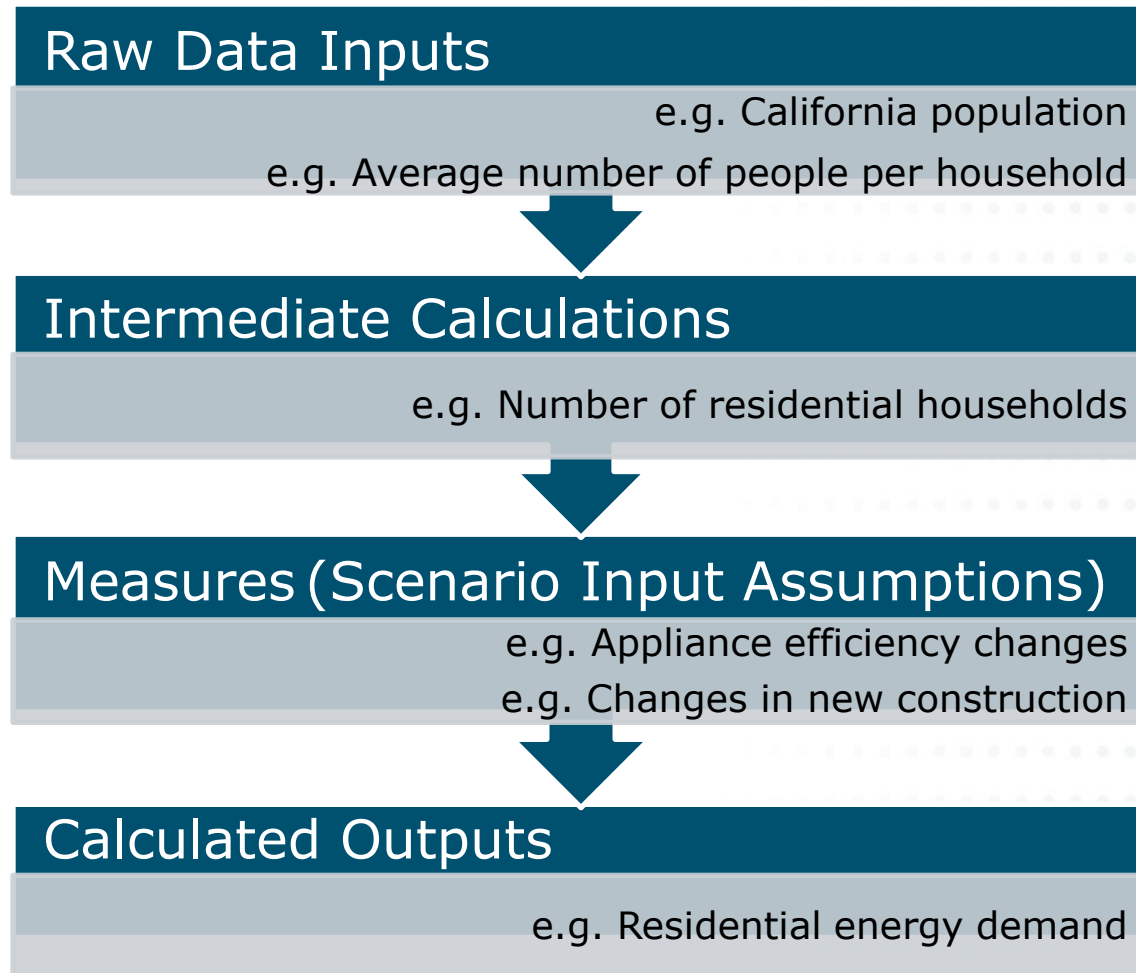 Raw Data Inputs
e.g. California population
e.g. Average number of people per household
Intermediate Calculations
e.g. Number of residential households
Measures (Scenario Input Assumptions)
e.g. Appliance efficiency changes
e.g. Changes in new construction
Calculated Outputs
e.g. Residential energy demand